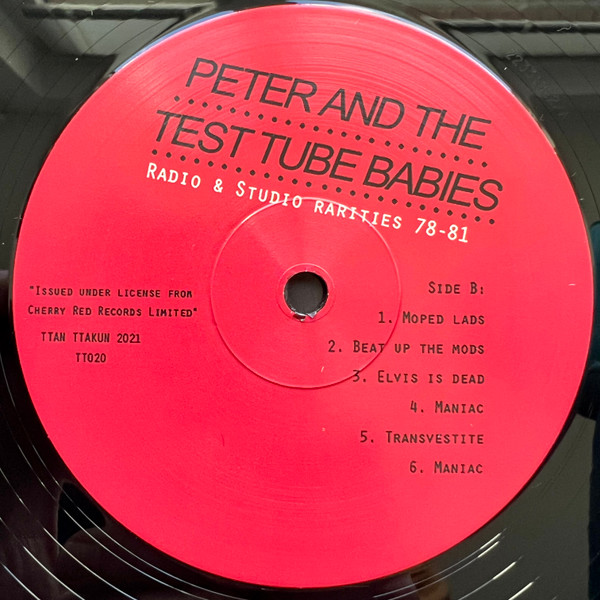 PETER AND THE
TEST TUBE BABIES
RADIO & STUDIO RARITIES 78-81
"ISSUED UNDER LICENSE FROM
CHERRY RED RECORDS LIMITED"
TTAN TTAKUN 2021
TT020
SIDE B:
1. MOPED LADS
2. BEAT UP THE MODS
3. ELVIS IS DEAD
4. MANIAC
5. TRANSVESTITE
6. MANIAC